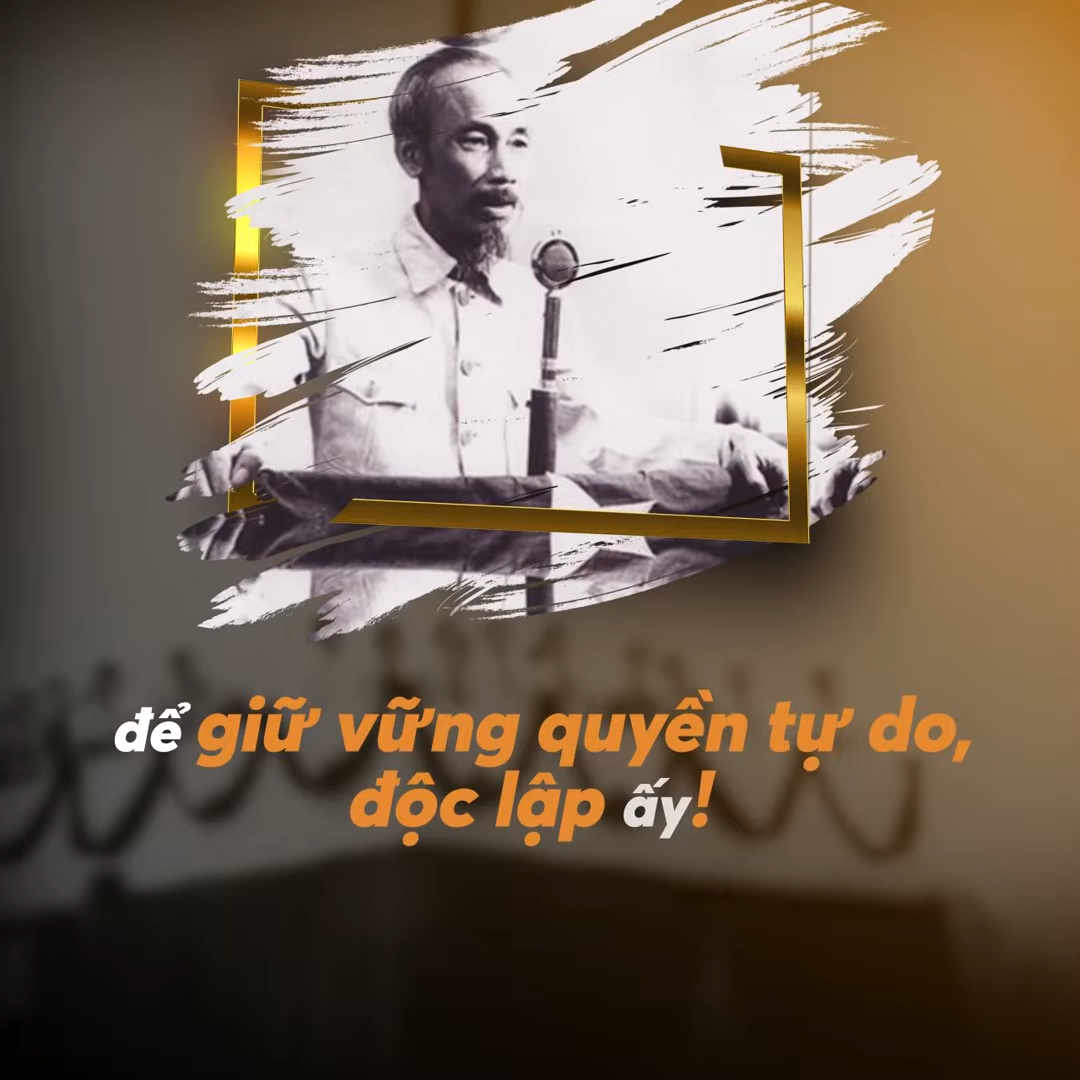 để giữ vững quyền tự do,
độc lập ấy!